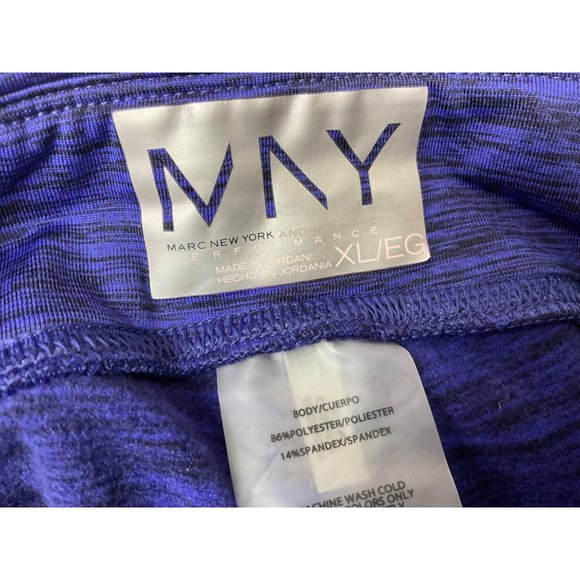 MNY
MARC NEW YORK ANDREW MARC
PERFORMANCE
MADE IN JORDAN/
HECHO EN JORDANIA
XL/EG
BODY/CUERPO
86%POLYESTER/POLIESTER
14%SPANDEX/SPANDEX
MACHINE WASH COLD
COLORS ONLY